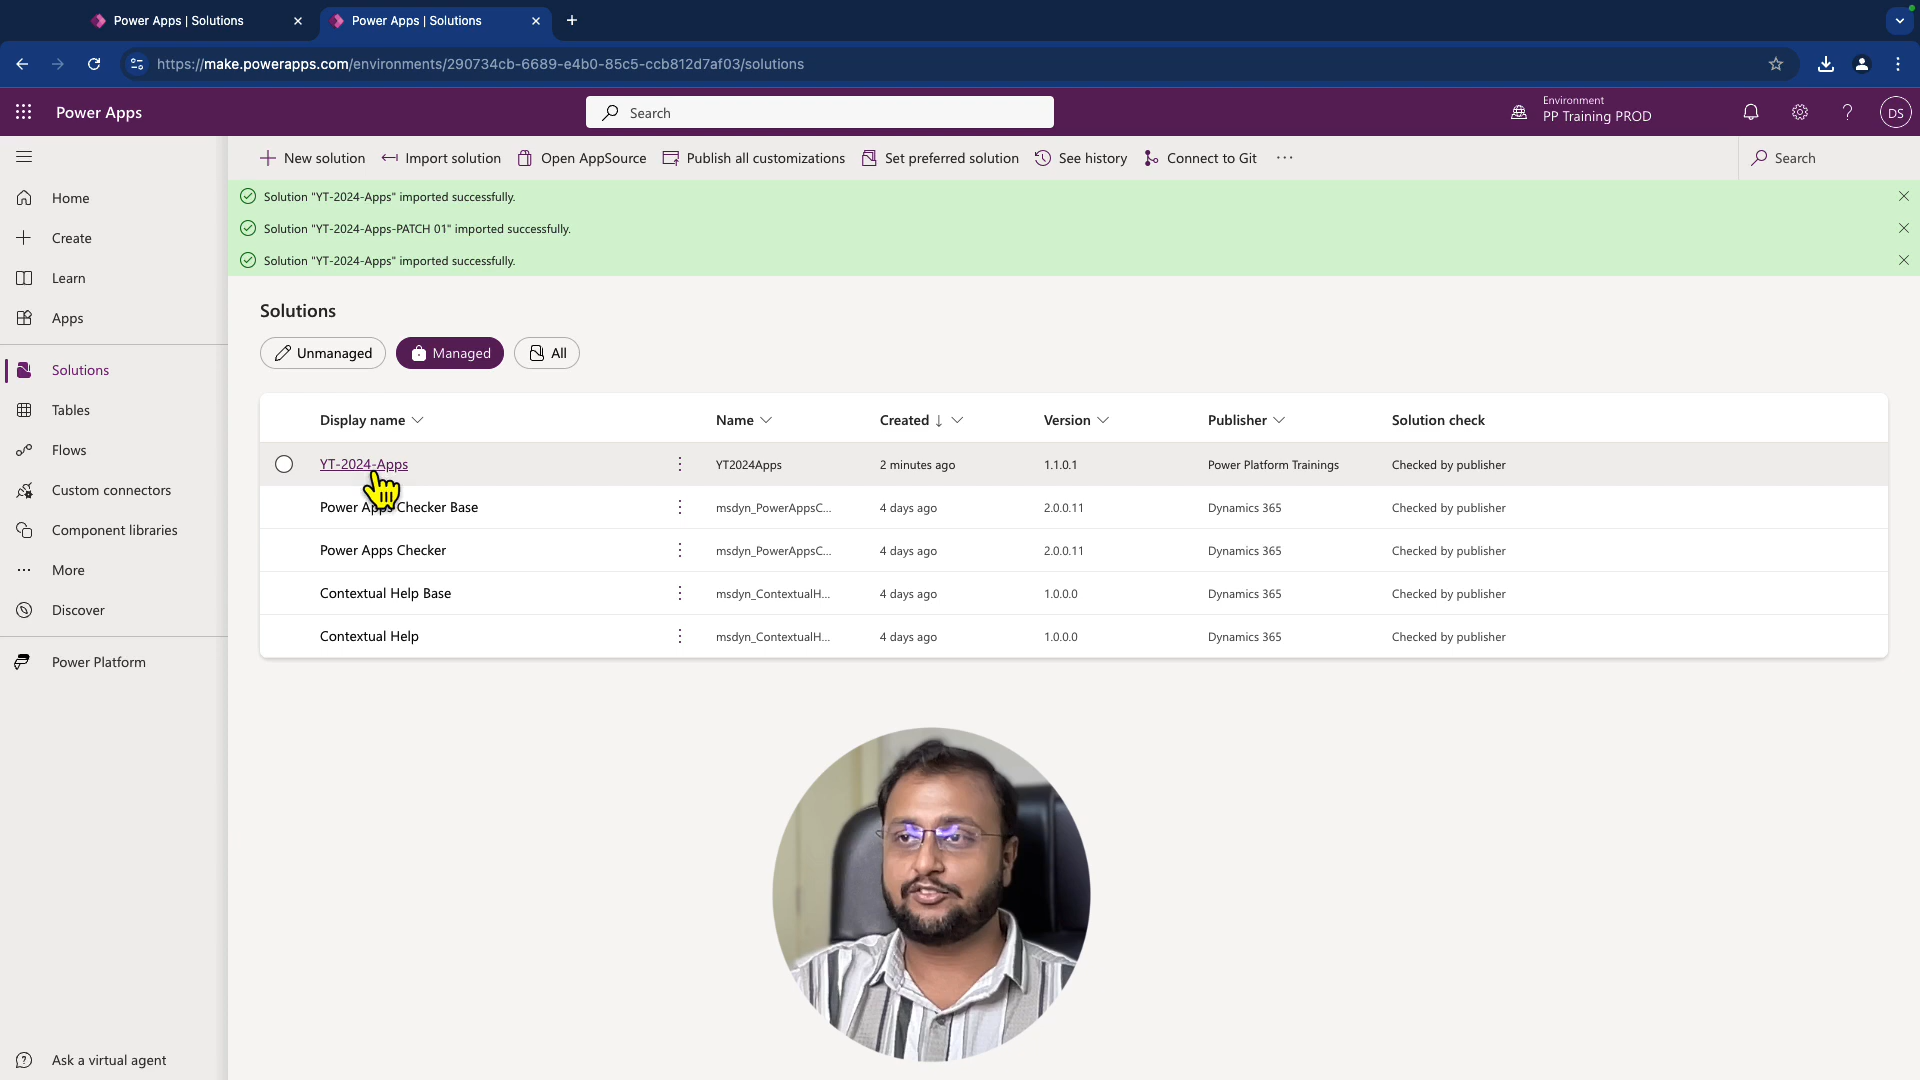 Power Apps | Solutions
Power Apps | Solutions
https://make.powerapps.com/environments/290734cb-6689-e4b0-85c5-ccb812d7af03/solutions
Power Apps
Search
Environment
PP Training PROD
DS
New solution
Import solution
Open AppSource
Publish all customizations
Set preferred solution
See history
Connect to Git
Search
Home
Create
Learn
Apps
Solutions
Tables
Flows
Custom connectors
Component libraries
More
Discover
Power Platform
Ask a virtual agent
Solution "YT-2024-Apps" imported successfully.
Solution "YT-2024-Apps-PATCH 01" imported successfully.
Solution "YT-2024-Apps" imported successfully.
Solutions
Unmanaged Managed All
Display name Name Created ↓ Version Publisher Solution check
YT-2024-Apps YT2024Apps 2 minutes ago 1.1.0.1 Power Platform Trainings Checked by publisher
Power Apps Checker Base msdyn_PowerAppsC... 4 days ago 2.0.0.11 Dynamics 365 Checked by publisher
Power Apps Checker msdyn_PowerAppsC... 4 days ago 2.0.0.11 Dynamics 365 Checked by publisher
Contextual Help Base msdyn_ContextualH... 4 days ago 1.0.0.0 Dynamics 365 Checked by publisher
Contextual Help msdyn_ContextualH... 4 days ago 1.0.0.0 Dynamics 365 Checked by publisher